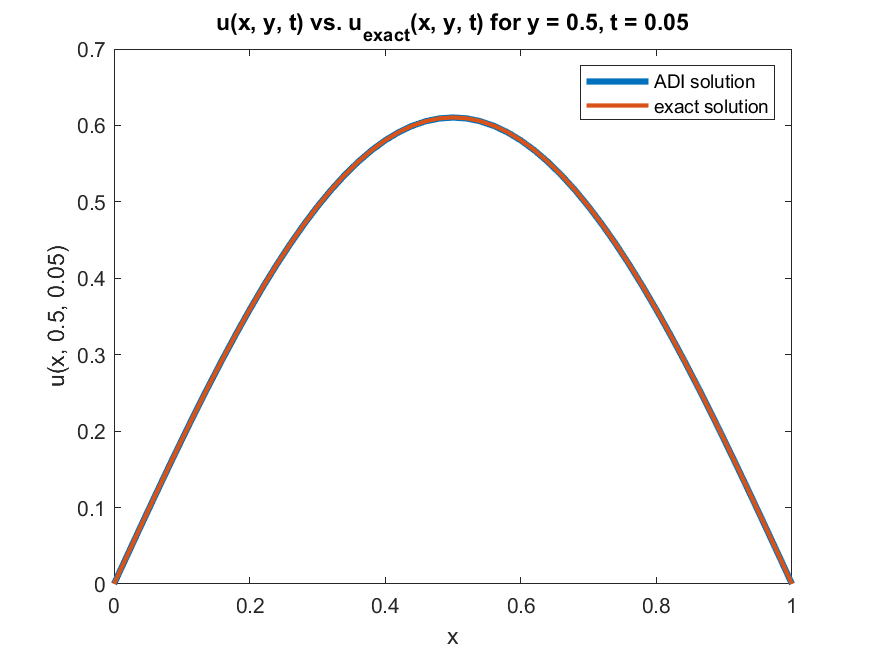 u(x, y, t) vs. u_exact(x, y, t) for y = 0.5, t = 0.05
0.7
ADI solution
exact solution
0.6
0.5
0.4
u(x, 0.5, 0.05)
0.3
0.2
0.1
0
0 0.2 0.4 0.6 0.8 1
x